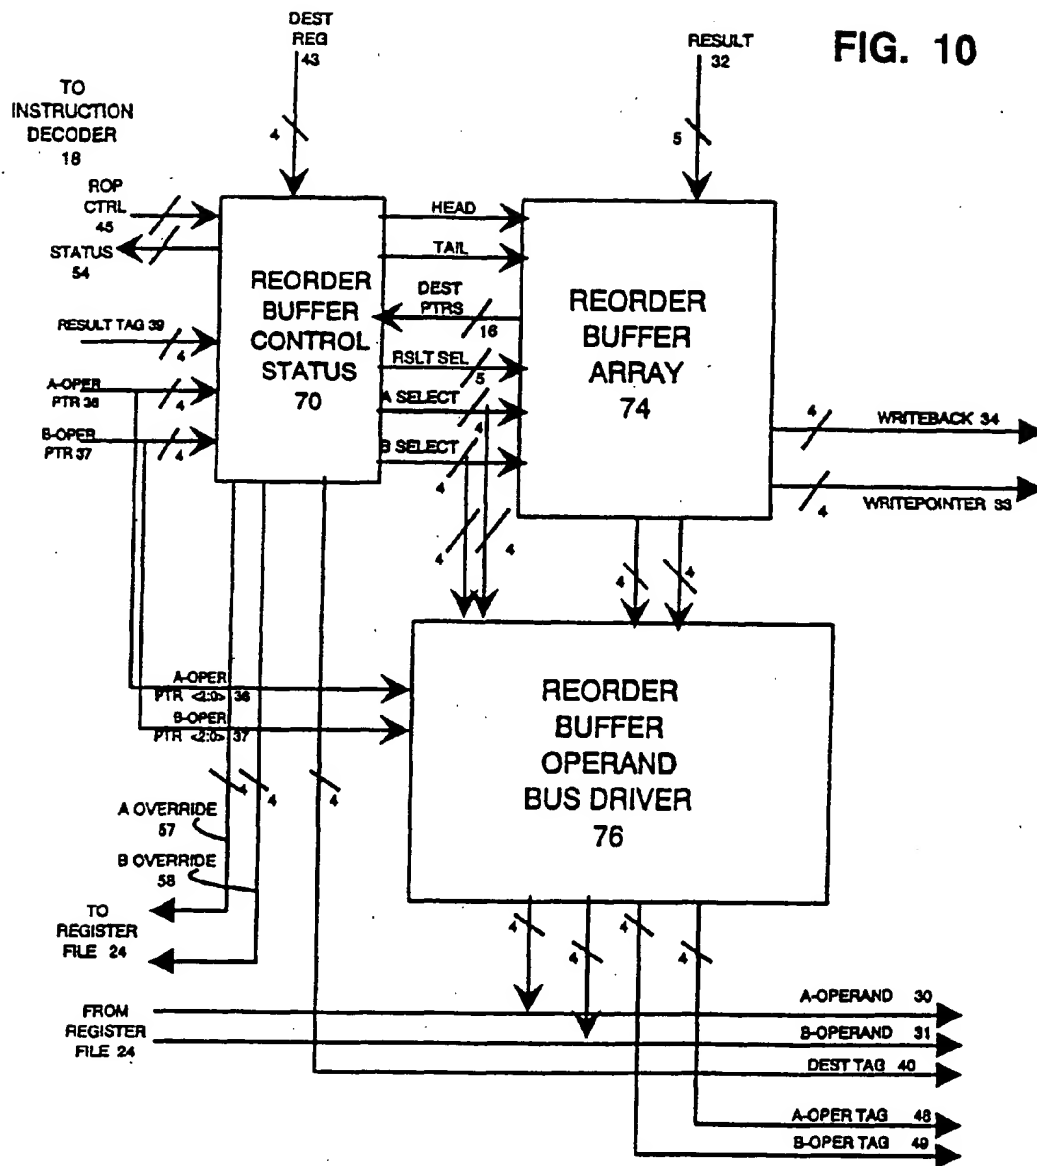 FIG. 10
DEST
REG
43
4
RESULT
32
5
TO
INSTRUCTION
DECODER
18
ROP
CTRL
45
STATUS
54
RESULT TAG 39
4
A-OPER
PTR 36
4
B-OPER
PTR 37
4
REORDER
BUFFER
CONTROL
STATUS
70
HEAD
TAIL
DEST
PTRS
16
RSLT SEL
5
A SELECT
4
B SELECT
4
4
4
REORDER
BUFFER
ARRAY
74
4
WRITEBACK 34
4
WRITEPOINTER 33
4
4
A-OPER
PTR <2:0> 36
B-OPER
PTR <2:0> 37
REORDER
BUFFER
OPERAND
BUS DRIVER
76
4
4
4
A OVERRIDE
57
B OVERRIDE
58
TO
REGISTER
FILE 24
4
4
4
4
FROM
REGISTER
FILE 24
A-OPERAND 30
B-OPERAND 31
DEST TAG 40
A-OPER TAG 48
B-OPER TAG 49